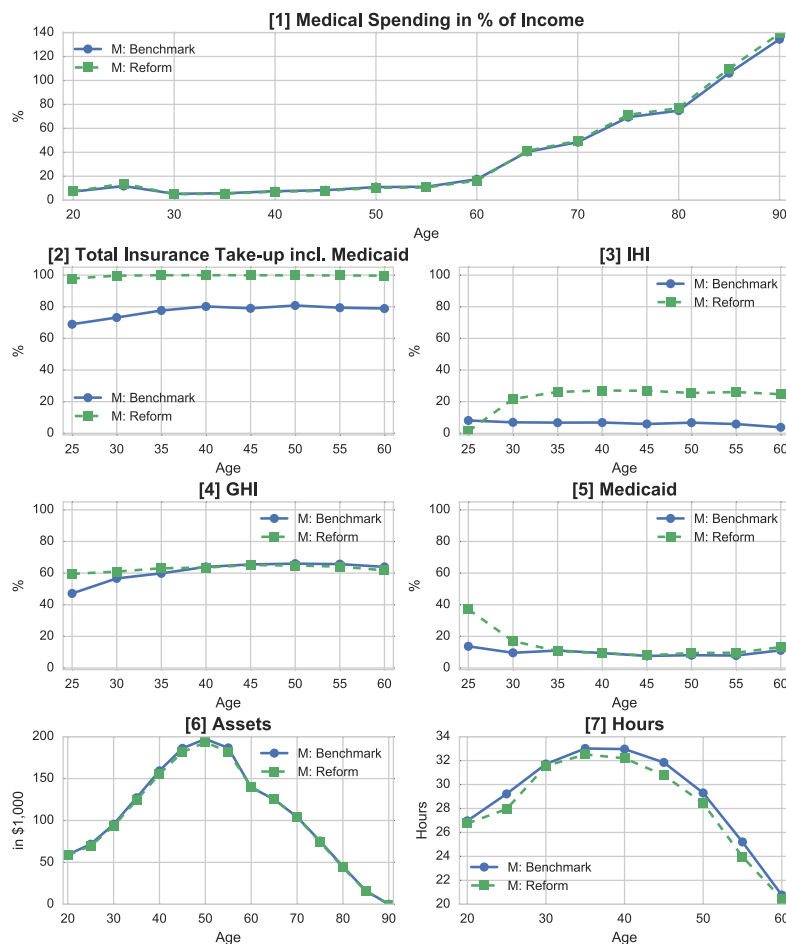 [1] Medical Spending in % of Income
140
120
100
80
60
40
20
0
%
M: Benchmark
M: Reform
20 30 40 50 60 70 80 90
Age
[2] Total Insurance Take-up incl. Medicaid
100
80
60
40
20
0
%
M: Benchmark
M: Reform
25 30 35 40 45 50 55 60
Age
[3] IHI
100
80
60
40
20
0
%
M: Benchmark
M: Reform
25 30 35 40 45 50 55 60
Age
[4] GHI
100
80
60
40
20
0
%
M: Benchmark
M: Reform
25 30 35 40 45 50 55 60
Age
[5] Medicaid
100
80
60
40
20
0
%
M: Benchmark
M: Reform
25 30 35 40 45 50 55 60
Age
[6] Assets
200
150
100
50
0
in $1,000
M: Benchmark
M: Reform
20 30 40 50 60 70 80 90
Age
[7] Hours
34
32
30
28
26
24
22
20
Hours
M: Benchmark
M: Reform
20 30 40 50 60
Age